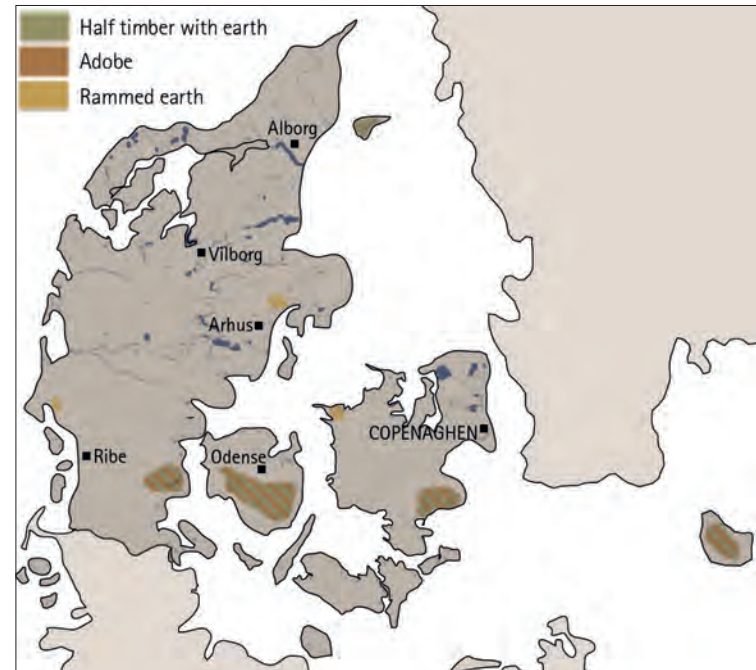 Half timber with earth
Adobe
Rammed earth
Alborg
Vilborg
Arhus
COPENAGHEN
Ribe
Odense